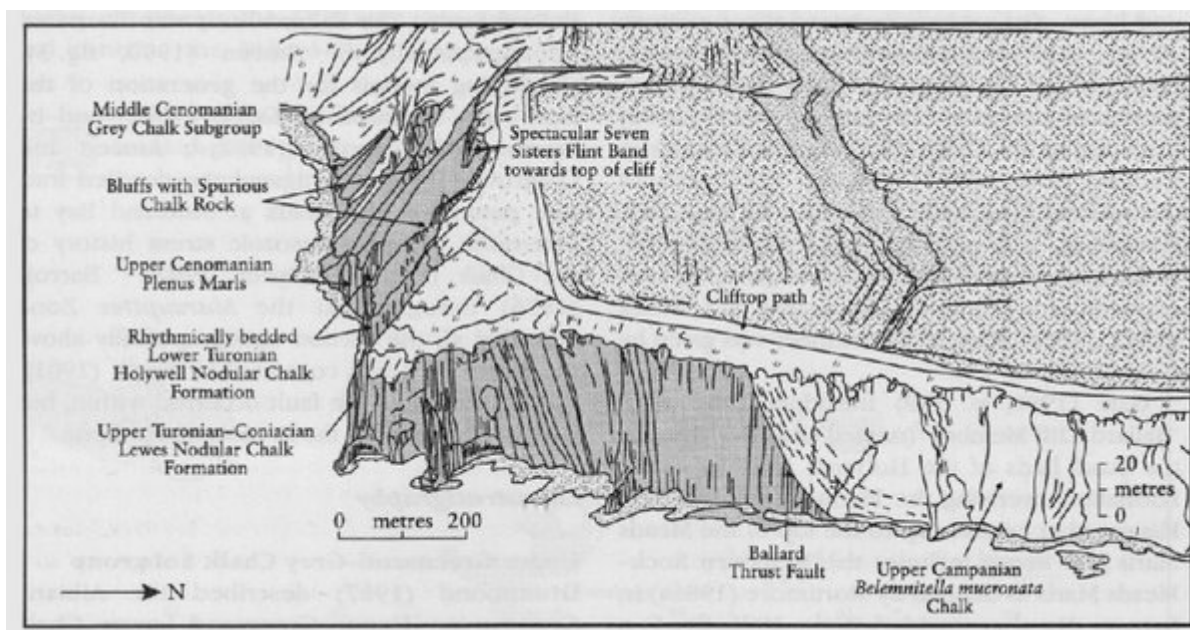 Middle Cenomanian
Grey Chalk Subgroup
Bluffs with Spurious
Chalk Rock
Upper Cenomanian
Plenus Marls
Rhythmically bedded
Lower Turonian
Holywell Nodular Chalk
Formation
Upper Turonian–Coniacian
Lewes Nodular Chalk
Formation
Spectacular Seven
Sisters Flint Band
towards top of cliff
Clifftop path
20
metres
0 metres 200
N
Ballard
Thrust Fault
Upper Campanian
Belemnitella mucronata
Chalk